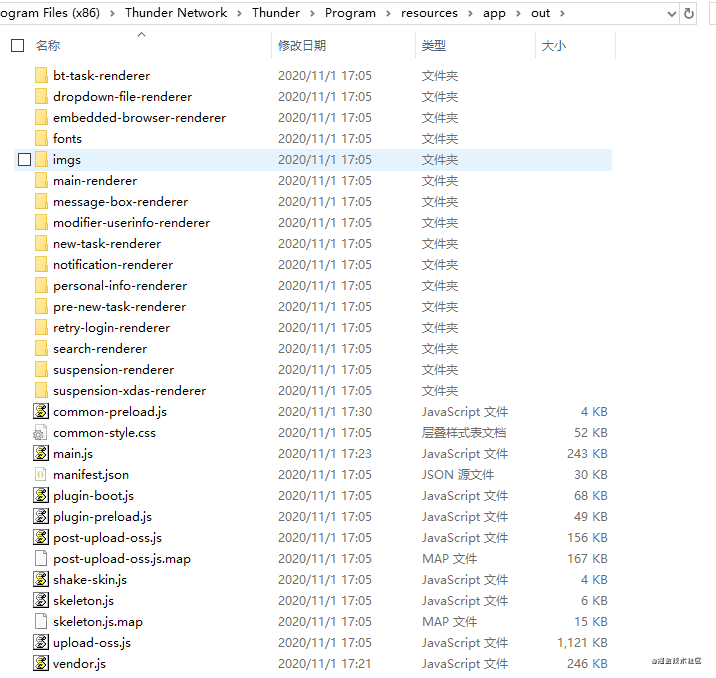 ogram Files (x86) > Thunder Network > Thunder > Program > resources > app > out >
名称 修改日期 类型 大小
bt-task-renderer 2020/11/1 17:05 文件夹
dropdown-file-renderer 2020/11/1 17:05 文件夹
embedded-browser-renderer 2020/11/1 17:05 文件夹
fonts 2020/11/1 17:05 文件夹
imgs 2020/11/1 17:05 文件夹
main-renderer 2020/11/1 17:05 文件夹
message-box-renderer 2020/11/1 17:05 文件夹
modifier-userinfo-renderer 2020/11/1 17:05 文件夹
new-task-renderer 2020/11/1 17:05 文件夹
notification-renderer 2020/11/1 17:05 文件夹
personal-info-renderer 2020/11/1 17:05 文件夹
pre-new-task-renderer 2020/11/1 17:05 文件夹
retry-login-renderer 2020/11/1 17:05 文件夹
search-renderer 2020/11/1 17:05 文件夹
suspension-renderer 2020/11/1 17:05 文件夹
suspension-xdas-renderer 2020/11/1 17:05 文件夹
common-preload.js 2020/11/1 17:30 JavaScript 文件 4 KB
common-style.css 2020/11/1 17:05 层叠样式表文档 52 KB
main.js 2020/11/1 17:23 JavaScript 文件 243 KB
manifest.json 2020/11/1 17:05 JSON 源文件 30 KB
plugin-boot.js 2020/11/1 17:05 JavaScript 文件 68 KB
plugin-preload.js 2020/11/1 17:05 JavaScript 文件 49 KB
post-upload-oss.js 2020/11/1 17:05 JavaScript 文件 156 KB
post-upload-oss.js.map 2020/11/1 17:05 MAP 文件 167 KB
shake-skin.js 2020/11/1 17:05 JavaScript 文件 4 KB
skeleton.js 2020/11/1 17:05 JavaScript 文件 6 KB
skeleton.js.map 2020/11/1 17:05 MAP 文件 15 KB
upload-oss.js 2020/11/1 17:05 JavaScript 文件 1,121 KB
vendor.js 2020/11/1 17:21 JavaScript 文件 246 KB
@掘金技术社区